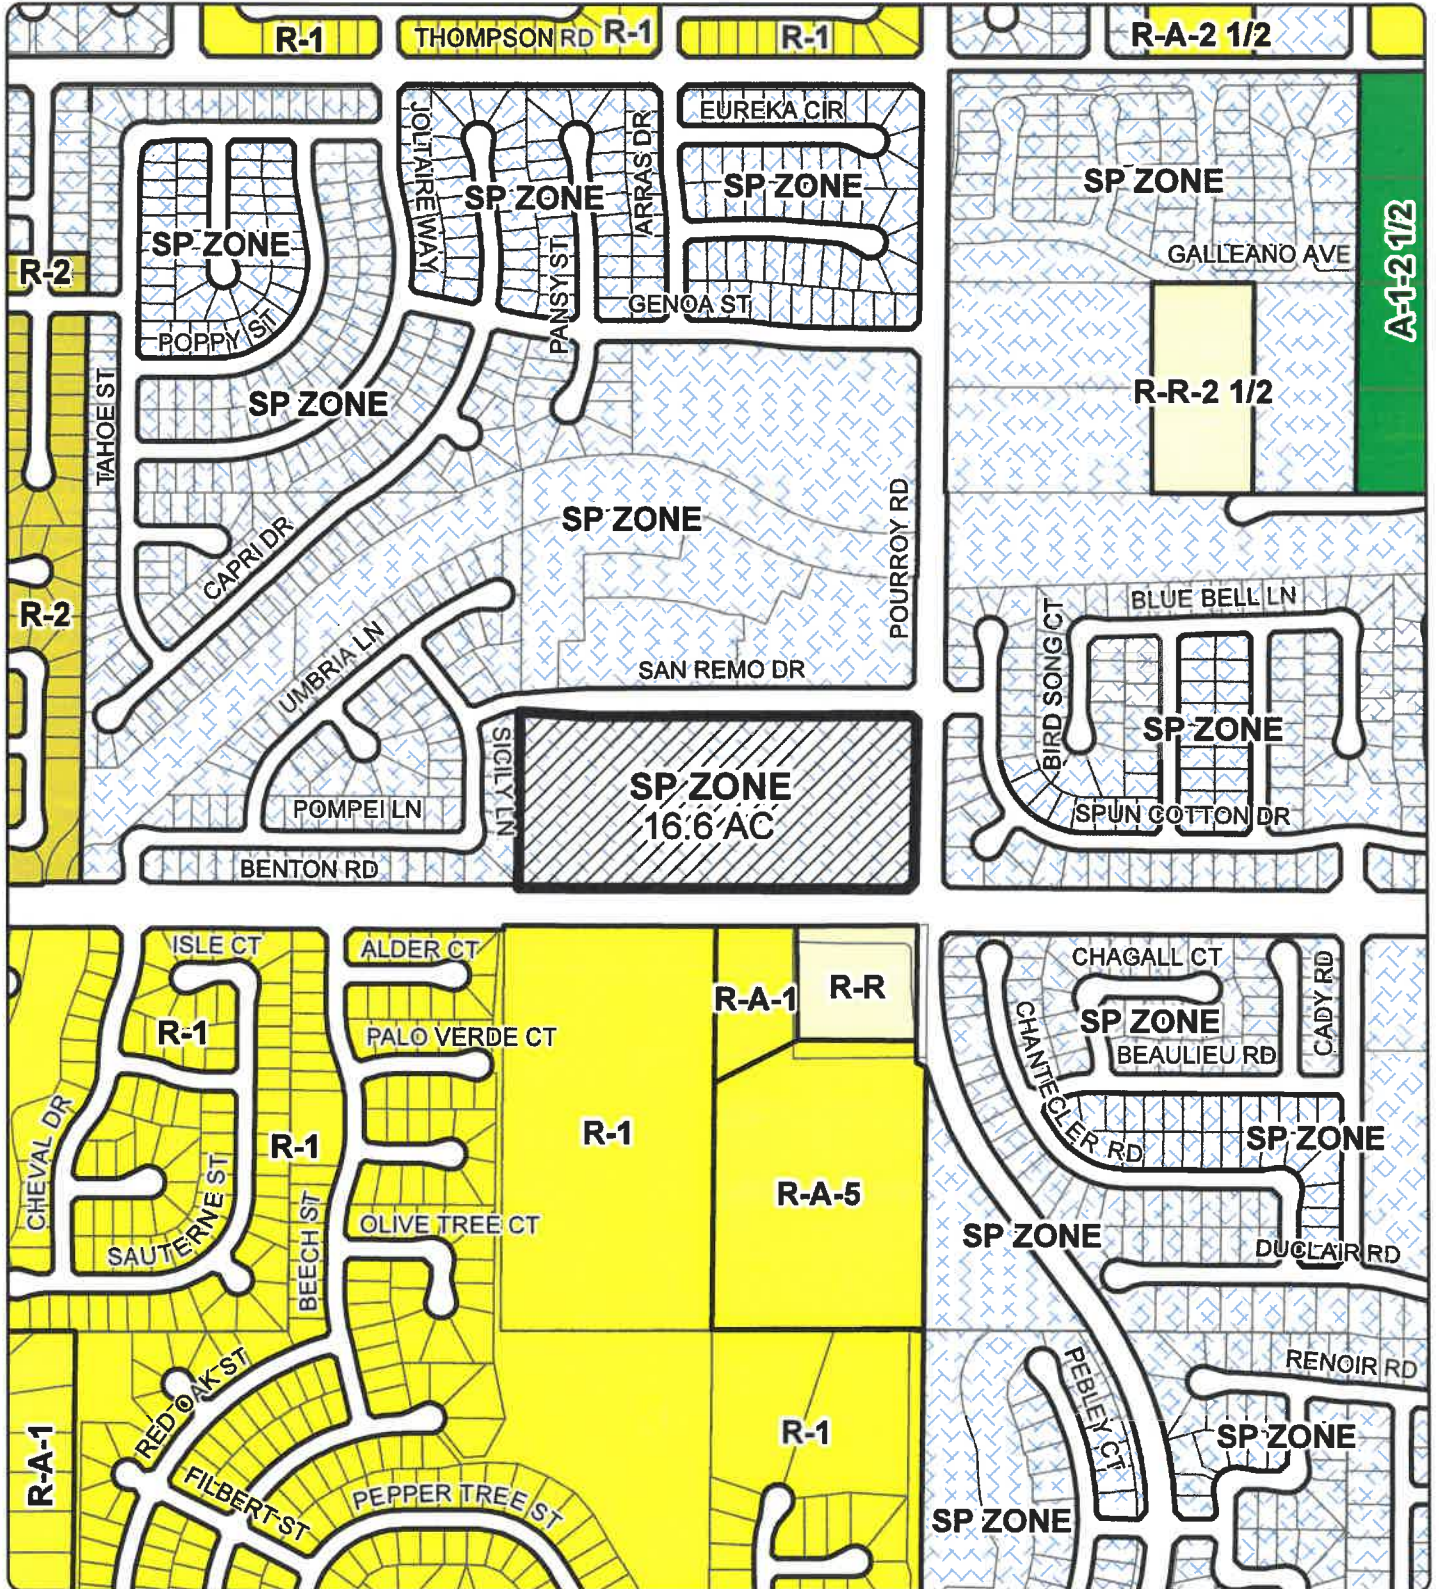 R-1
THOMPSON RD
R-1
R-1
R-A-2 1/2
JOLTAIRE WAY
ARRAS DR
EUREKA CIR
SP ZONE
SP ZONE
SP ZONE
SP ZONE
A-1-2 1/2
R-2
PANSY ST
GALLEANO AVE
GENOA ST
POPPY ST
TAHOE ST
SP ZONE
R-R-2 1/2
SP ZONE
POURROY RD
CAPRI DR
R-2
UMBRIA LN
BIRD SONG CT
BLUE BELL LN
SAN REMO DR
SICILY LN
SP ZONE
16.6 AC
SP ZONE
POMPEI LN
SPUN COTTON DR
BENTON RD
ISLE CT
ALDER CT
CHAGALL CT
CADY RD
R-A-1
R-R
R-1
PALO VERDE CT
CHANTECLER RD
SP ZONE
BEAULIEU RD
CHEVAL DR
R-1
R-1
SP ZONE
SAUTERNE ST
BEECH ST
R-A-5
OLIVE TREE CT
SP ZONE
DUCLAIR RD
RED OAK ST
PEBLEY CT
RENOIR RD
R-A-1
R-1
SP ZONE
FILBERT ST
PEPPER TREE ST
SP ZONE